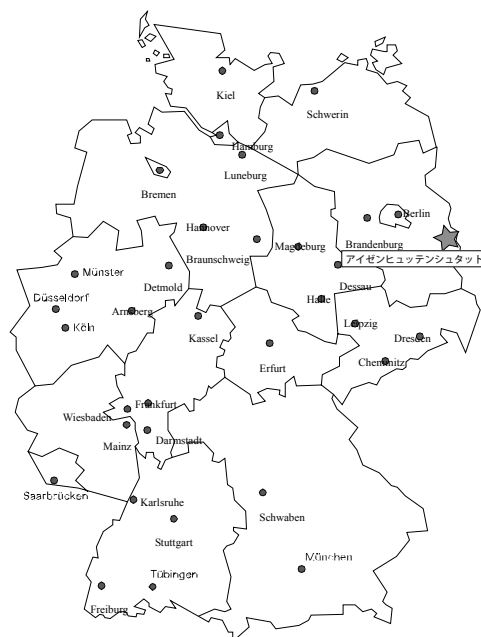 Kiel
Schwerin
Hamburg
Luneburg
Bremen
Hannover
Berlin
Brandenburg
Magdeburg
Braunschweig
アイゼンヒュッテンシュタット
Münster
Detmold
Dessau
Düsseldorf
Arnsberg
Halle
Köln
Kassel
Leipzig
Dresden
Erfurt
Chemnitz
Frankfurt
Wiesbaden
Darmstadt
Mainz
Saarbrücken
Karlsruhe
Schwaben
Stuttgart
München
Tübingen
Freiburg